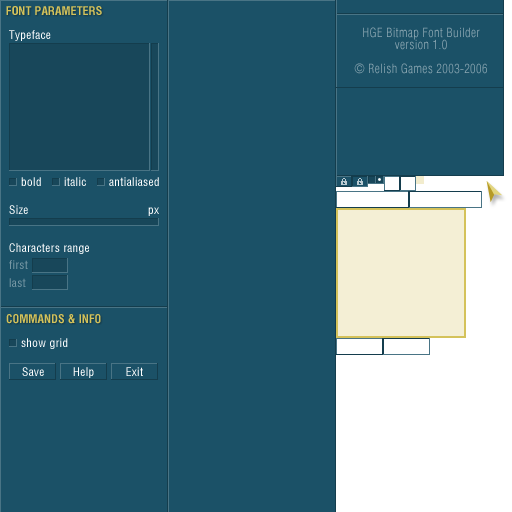 FONT PARAMETERS
Typeface
bold italic antialiased
Size px
Characters range
first
last
COMMANDS & INFO
show grid
Save Help Exit
HGE Bitmap Font Builder
version 1.0
© Relish Games 2003-2006